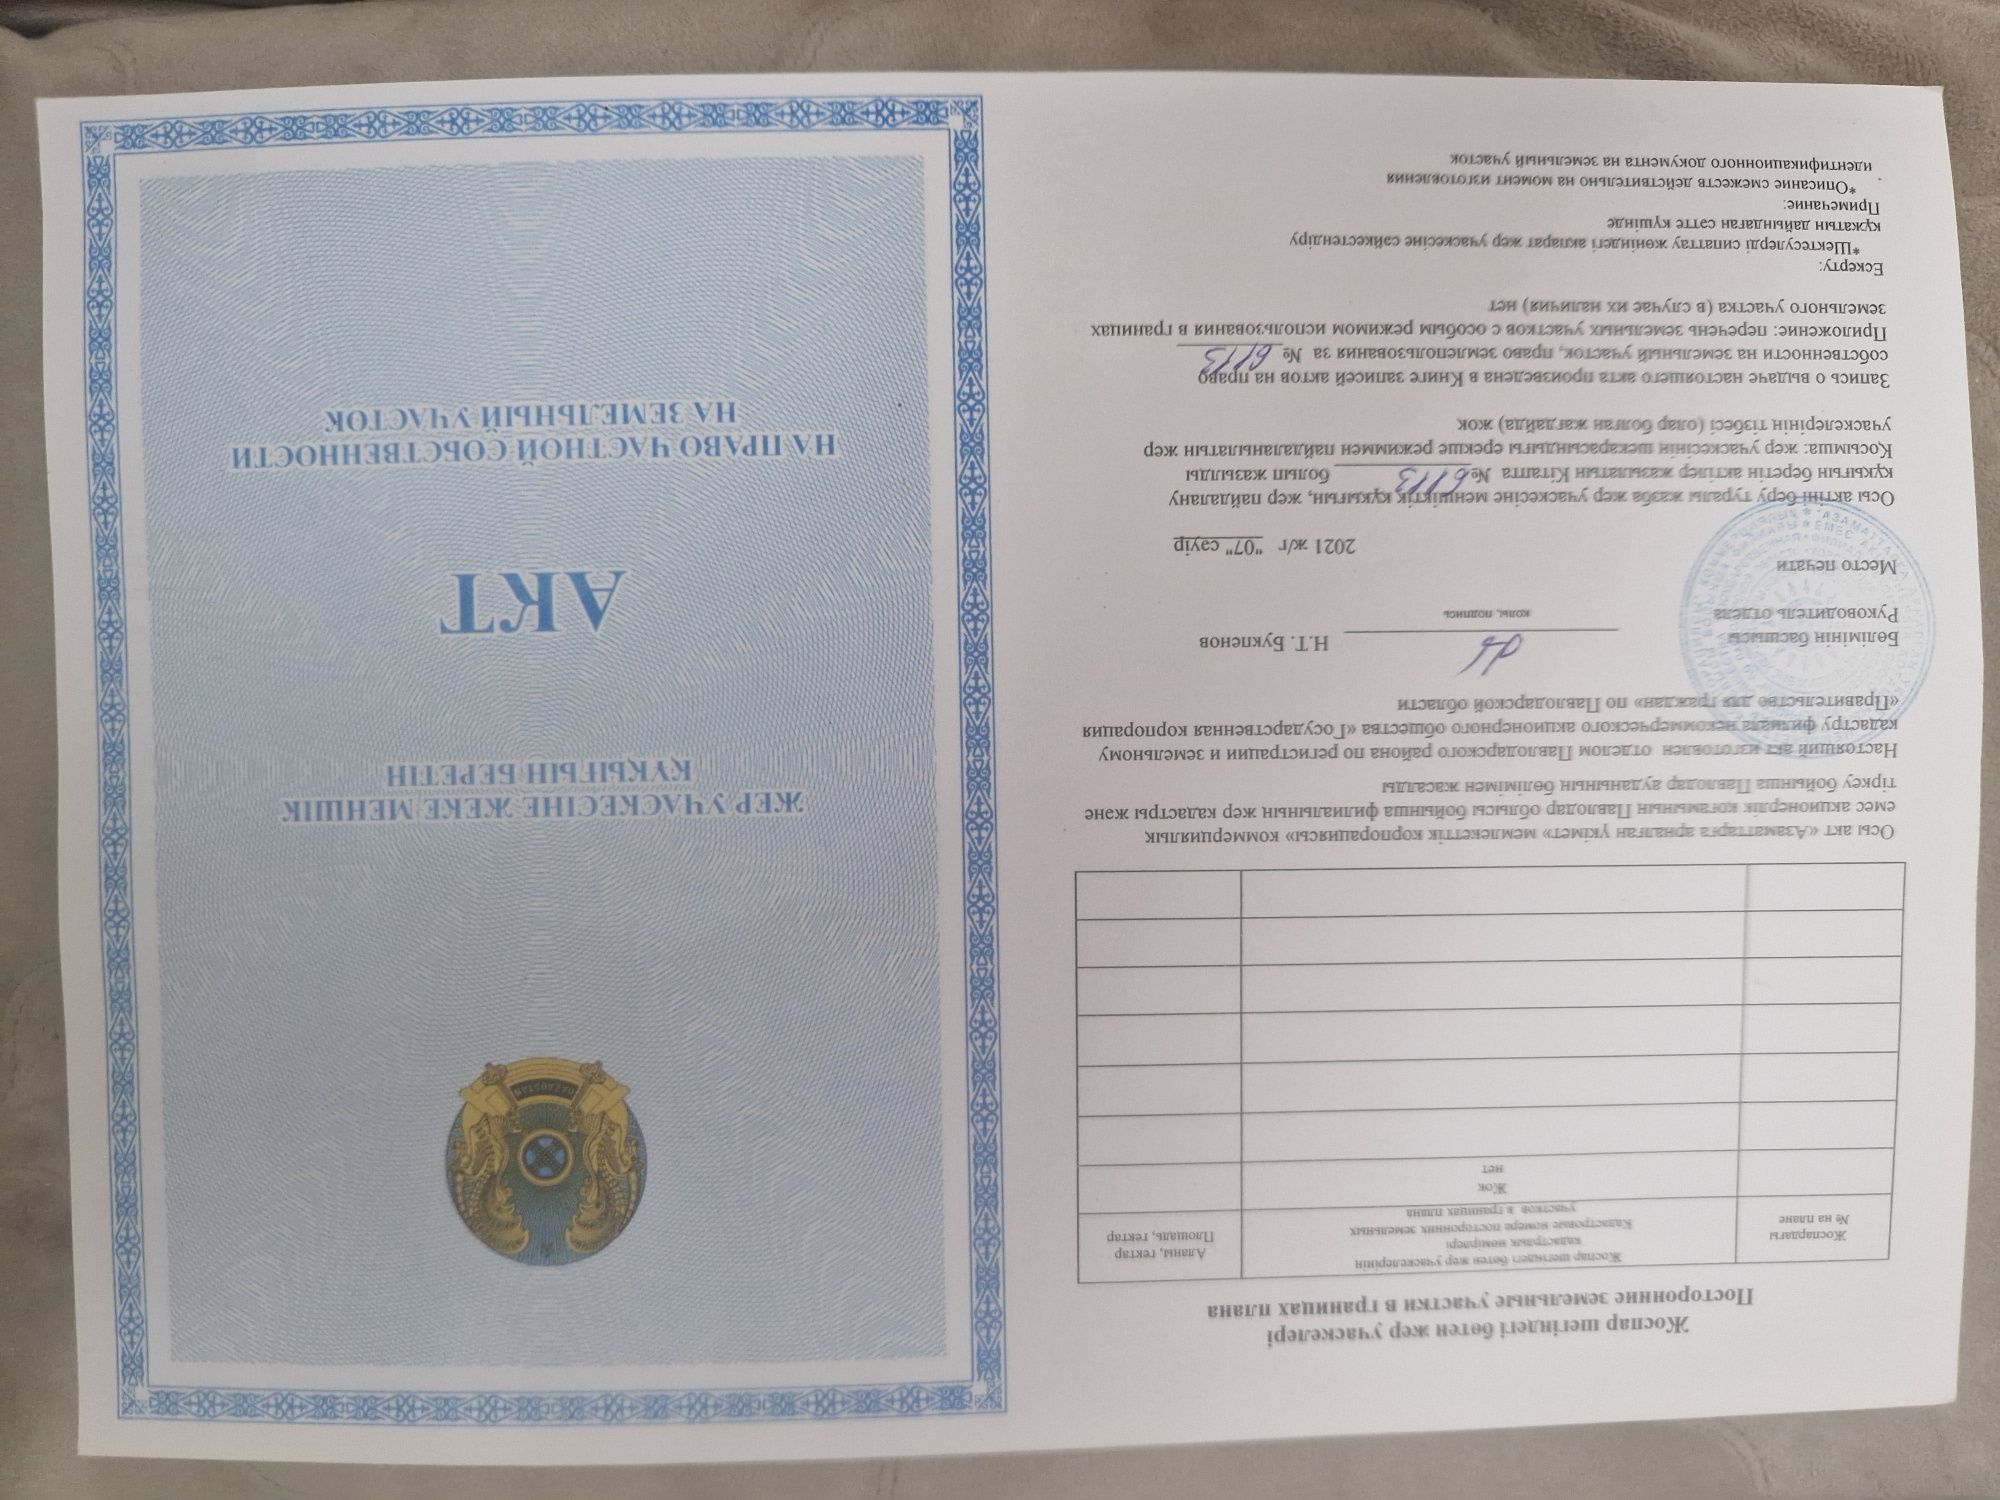 Жоспар шегіндегі бөтен жер учаскелері
Посторонние земельные участки в границах плана
Жоспардағы
№ на плане
Жоспар шегіндегі бөтен жер учаскелерінің
кадастрлық нөмірлері
Кадастровые номера посторонних земельных
участков в границах плана
Аланы, гектар
Площадь, гектар
Жоқ
нет
Осы акт «Азаматтарға арналған үкімет» мемлекеттік корпорациясы» коммерциялық
емес акционерлік қоғамының Павлодар облысы бойынша филиалының жер кадастры және
тіркеу бойынша Павлодар ауданының бөлімімен жасалды
Настоящий акт изготовлен отделом Павлодарского района по регистрации и земельному
кадастру филиала некоммерческого акционерного общества «Государственная корпорация
«Правительство для граждан» по Павлодарской области
Бөлімінің басшысы
Руководитель отдела
Н.Т. Букпенов
қолы, подпись
Место печати
2021 ж/г "07" сәуір
Осы актіні беру туралы жазба жер учаскесіне меншіктік құқығын, жер пайдалану
құқығын беретін актілер жазылатын Кітапта № 6113 болып жазылды
Қосымша: жер учаскесінің шекарасындағы ерекше режиммен пайдаланылатын жер
учаскелерінің тізбесі (олар болған жағдайда) жоқ
Запись о выдаче настоящего акта произведена в Книге записей актов на право
собственности на земельный участок, право землепользования за № 6113
Приложение: перечень земельных участков с особым режимом использования в границах
земельного участка (в случае их наличия) нет
Ескерту:
*Шектесулерді сипаттау жөніндегі ақпарат жер учаскесіне сәйкестендіру
құжатын дайындаған сәтте күшінде
Примечание:
*Описание смежеств действительно на момент изготовления
идентификационного документа на земельный участок
QAZAQSTAN
ЖЕР УЧАСКЕСІНЕ ЖЕКЕ МЕНШІК
ҚҰҚЫҒЫН БЕРЕТІН
АКТ
НА ПРАВО ЧАСТНОЙ СОБСТВЕННОСТИ
НА ЗЕМЕЛЬНЫЙ УЧАСТОК